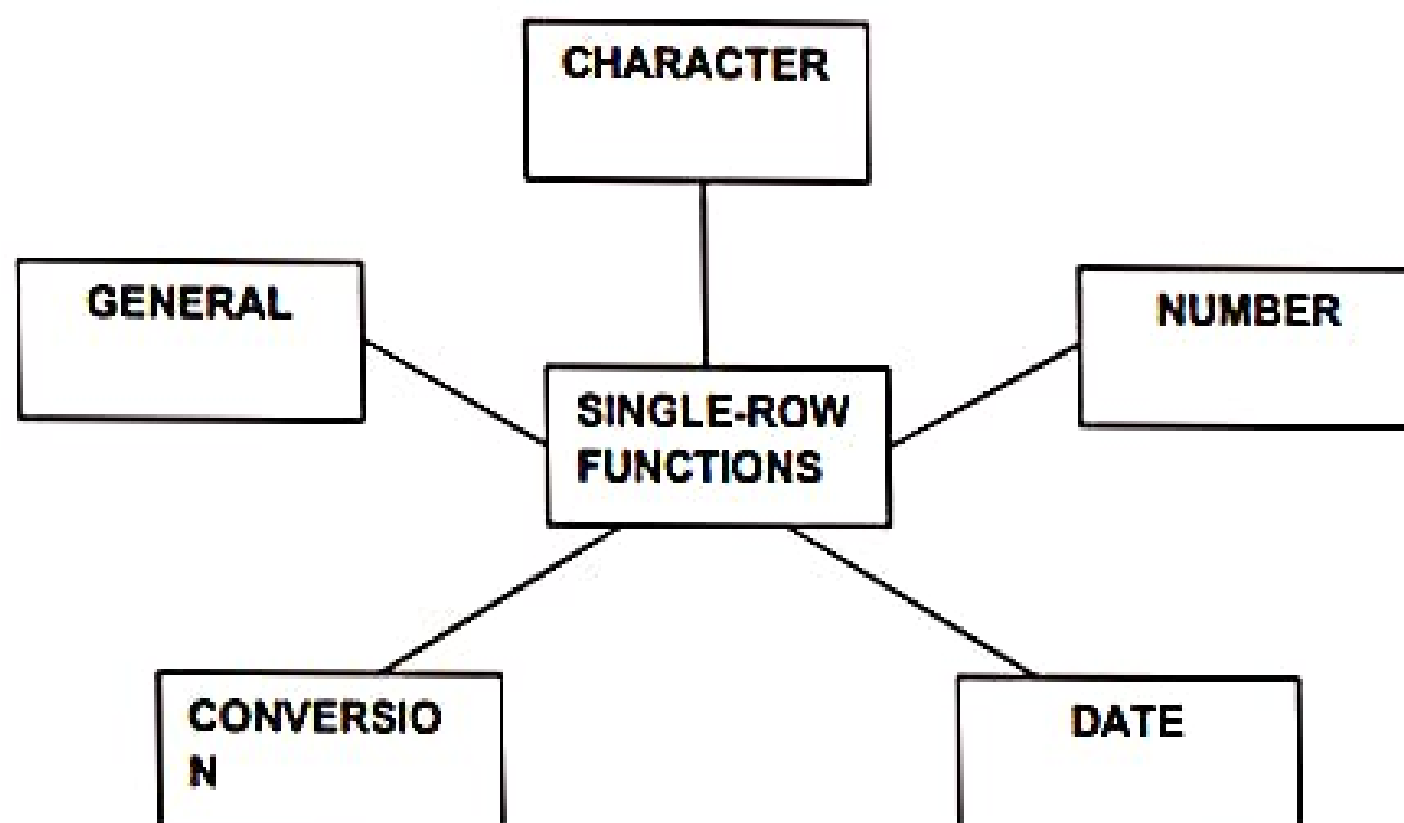 CHARACTER
GENERAL
NUMBER
SINGLE-ROW
FUNCTIONS
CONVERSIO
N
DATE